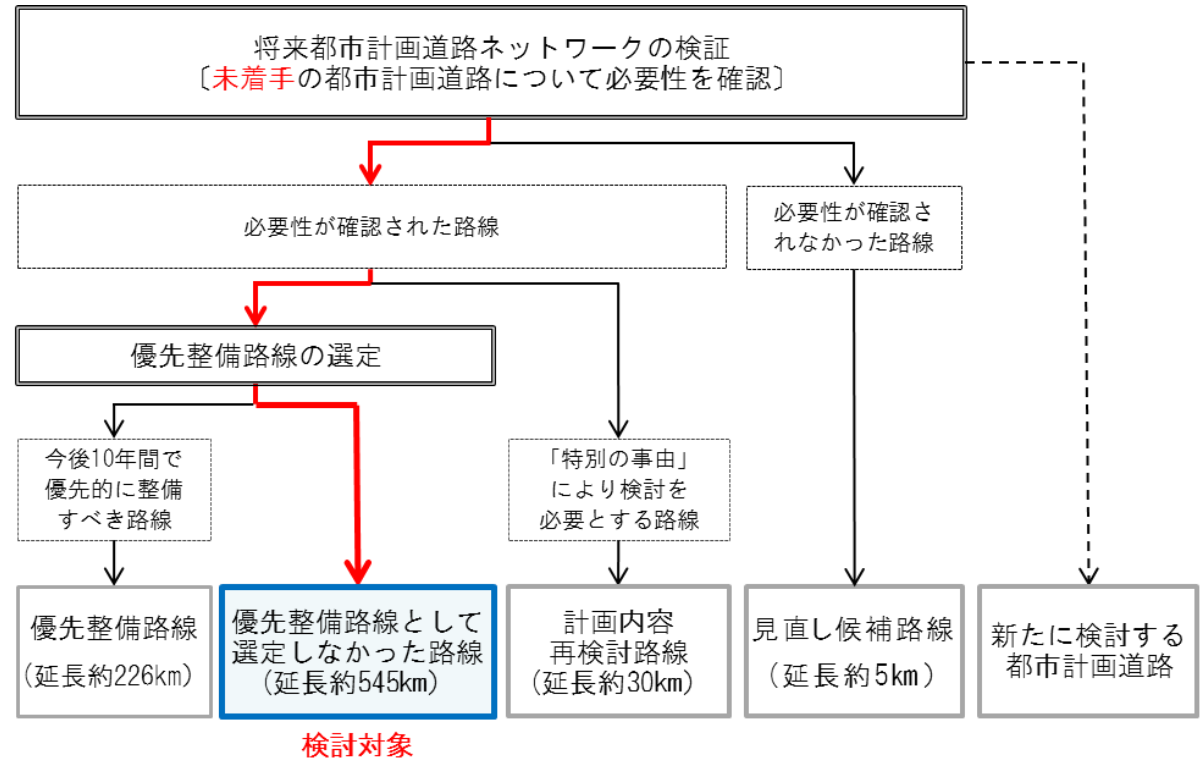 将来都市計画道路ネットワークの検証
〔未着手の都市計画道路について必要性を確認〕
必要性が確認された路線
必要性が確認さ
れなかった路線
優先整備路線の選定
今後10年間で
優先的に整備
すべき路線
「特別の事由」
により検討を
必要とする路線
優先整備路線
(延長約226km)
優先整備路線として
選定しなかった路線
(延長約545km)
計画内容
再検討路線
(延長約30km)
見直し候補路線
(延長約5km)
新たに検討する
都市計画道路
検討対象